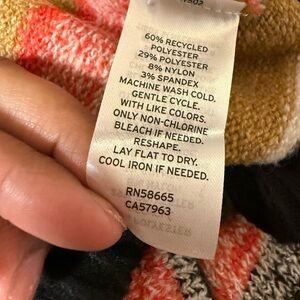 60% RECYCLED
POLYESTER
29% POLYESTER
8% NYLON
3% SPANDEX
MACHINE WASH COLD.
GENTLE CYCLE.
WITH LIKE COLORS.
ONLY NON-CHLORINE
BLEACH IF NEEDED.
RESHAPE.
LAY FLAT TO DRY.
COOL IRON IF NEEDED.
RN58665
CA57963